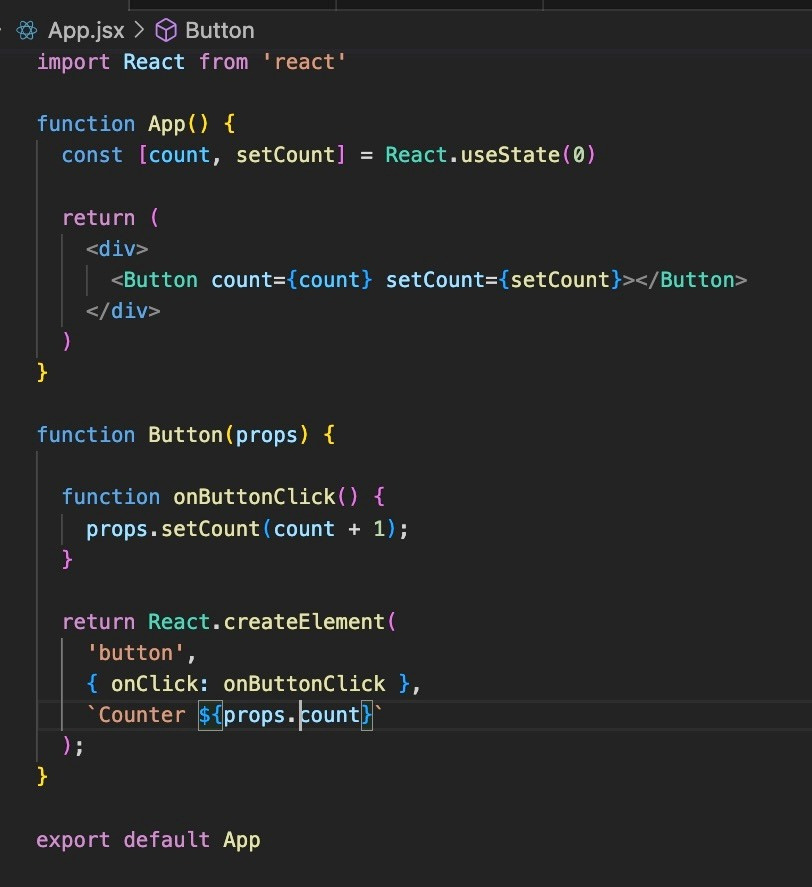 App.jsx > Button
import React from 'react'
function App() {
const [count, setCount] = React.useState(0)
return (
<div>
<Button count={count} setCount={setCount}></Button>
</div>
)
}
function Button(props) {
function onButtonClick() {
props.setCount(count + 1);
}
return React.createElement(
'button',
{ onClick: onButtonClick },
`Counter ${props.count}`
);
}
export default App